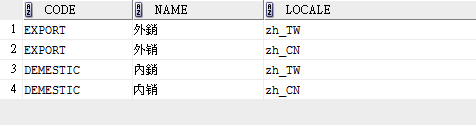 CODE NAME LOCALE
1 EXPORT 外銷 zh_TW
2 EXPORT 外销 zh_CN
3 DEMESTIC 內銷 zh_TW
4 DEMESTIC 内销 zh_CN